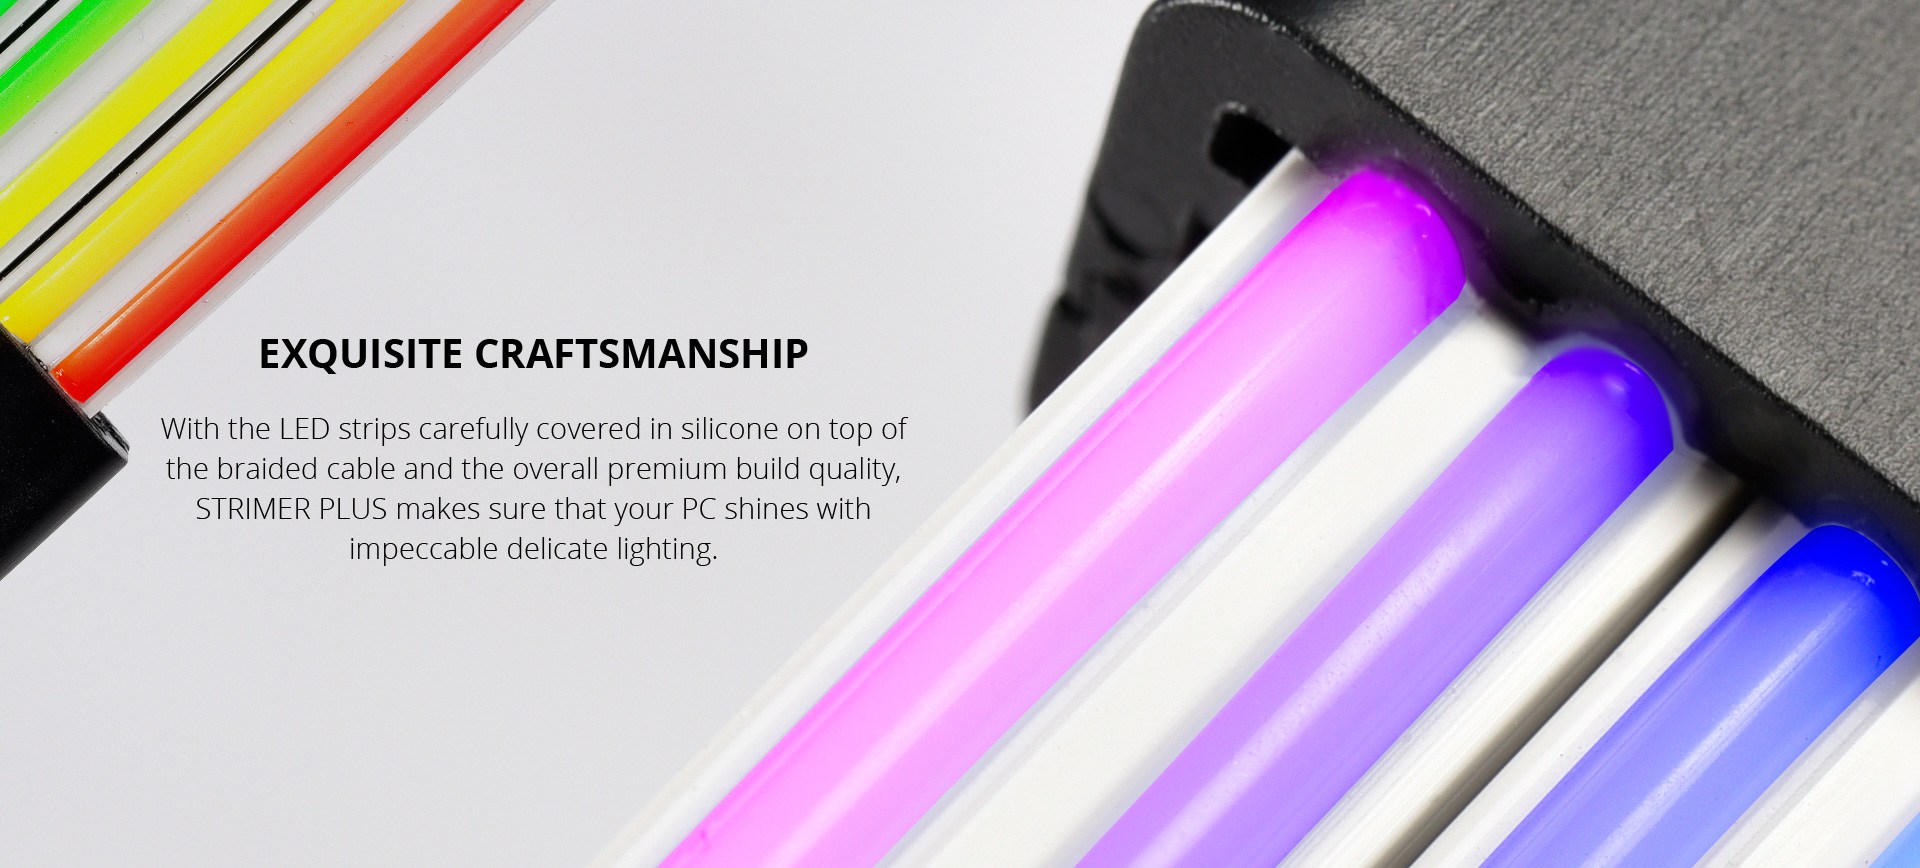 EXQUISITE CRAFTSMANSHIP
With the LED strips carefully covered in silicone on top of
the braided cable and the overall premium build quality,
STRIMER PLUS makes sure that your PC shines with
impeccable delicate lighting.